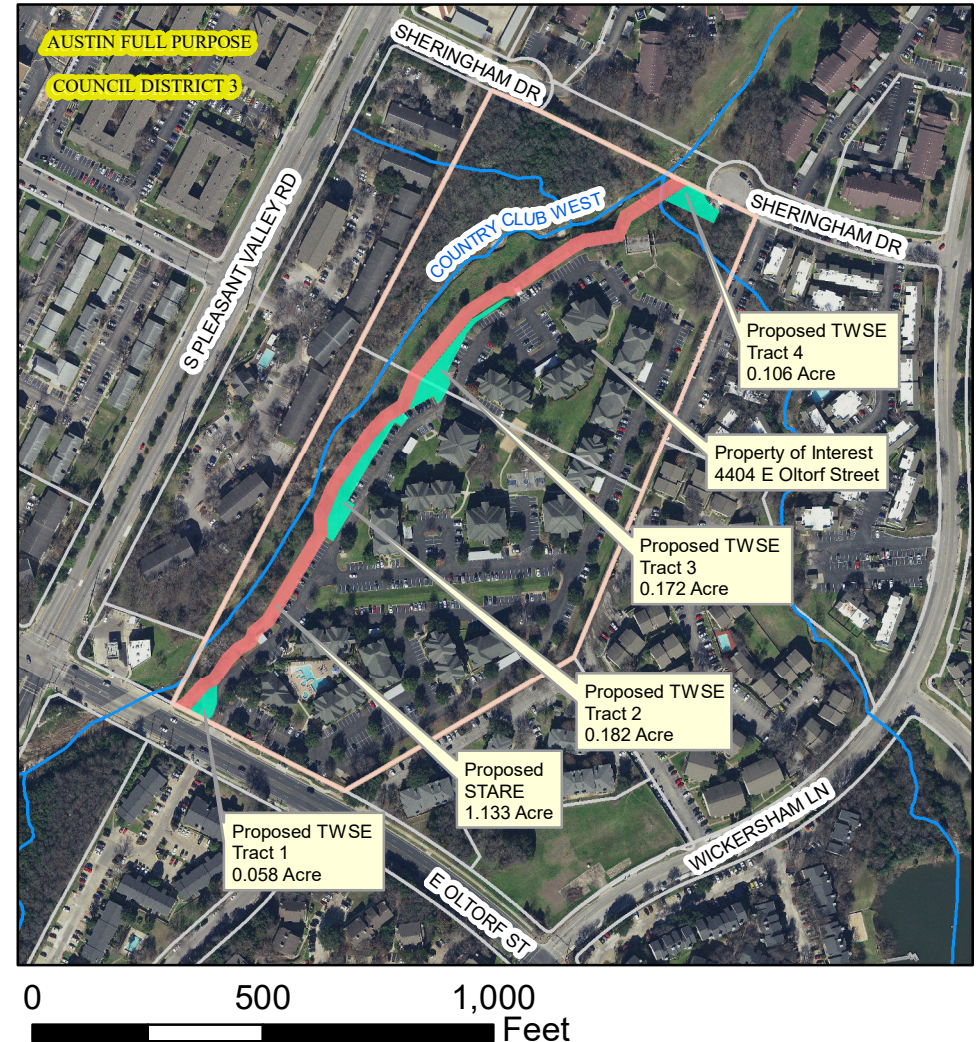 AUSTIN FULL PURPOSE
COUNCIL DISTRICT 3
SHERINGHAM DR
S PLEASANT VALLEY RD
COUNTRY CLUB WEST
SHERINGHAM DR
Proposed TWSE
Tract 4
0.106 Acre
Property of Interest
4404 E Oltorf Street
Proposed TWSE
Tract 3
0.172 Acre
Proposed TWSE
Tract 2
0.182 Acre
Proposed
STARE
1.133 Acre
Proposed TWSE
Tract 1
0.058 Acre
WICKERSHAM LN
E OLTORF ST
0 500 1,000
Feet